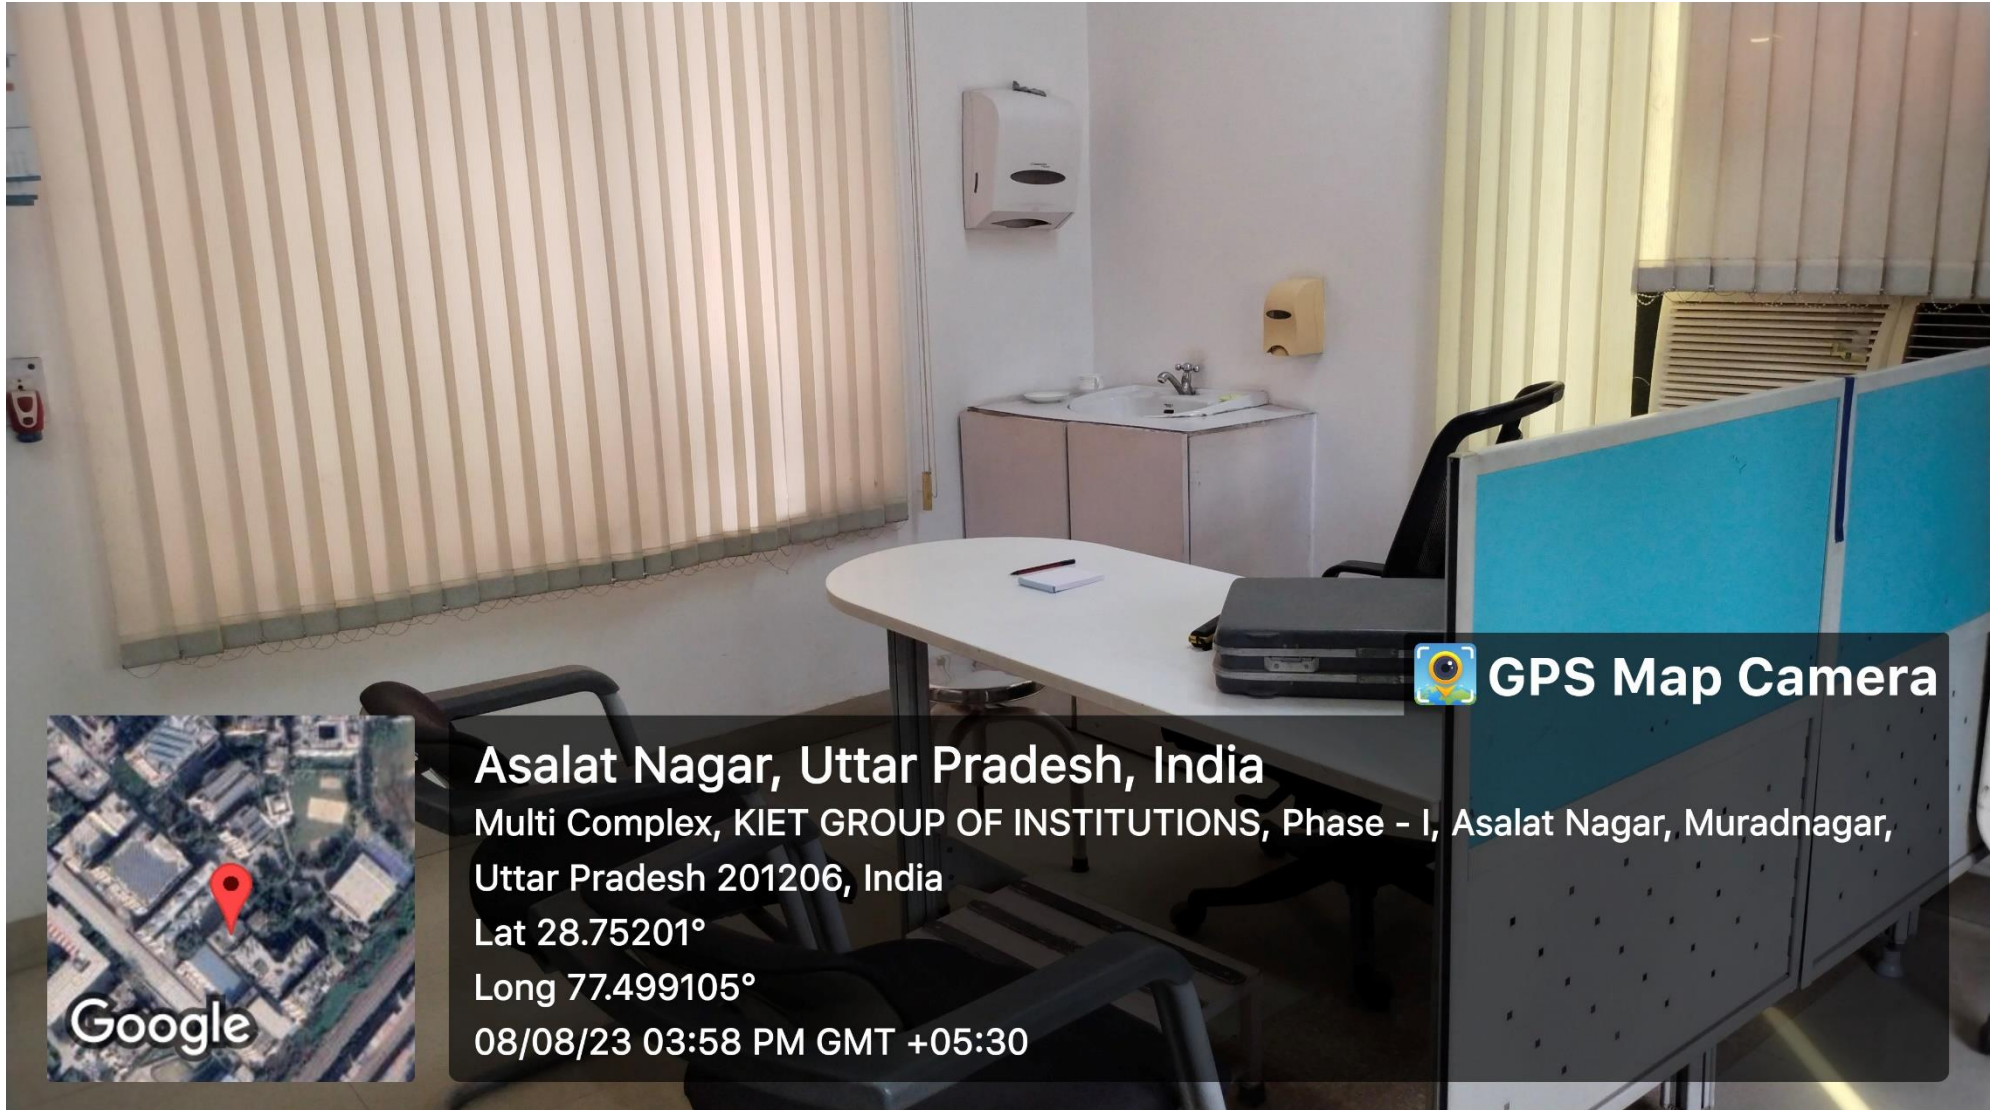 GPS Map Camera
Asalat Nagar, Uttar Pradesh, India
Multi Complex, KIET GROUP OF INSTITUTIONS, Phase - I, Asalat Nagar, Muradnagar,
Uttar Pradesh 201206, India
Lat 28.75201°
Long 77.499105°
08/08/23 03:58 PM GMT +05:30
Google